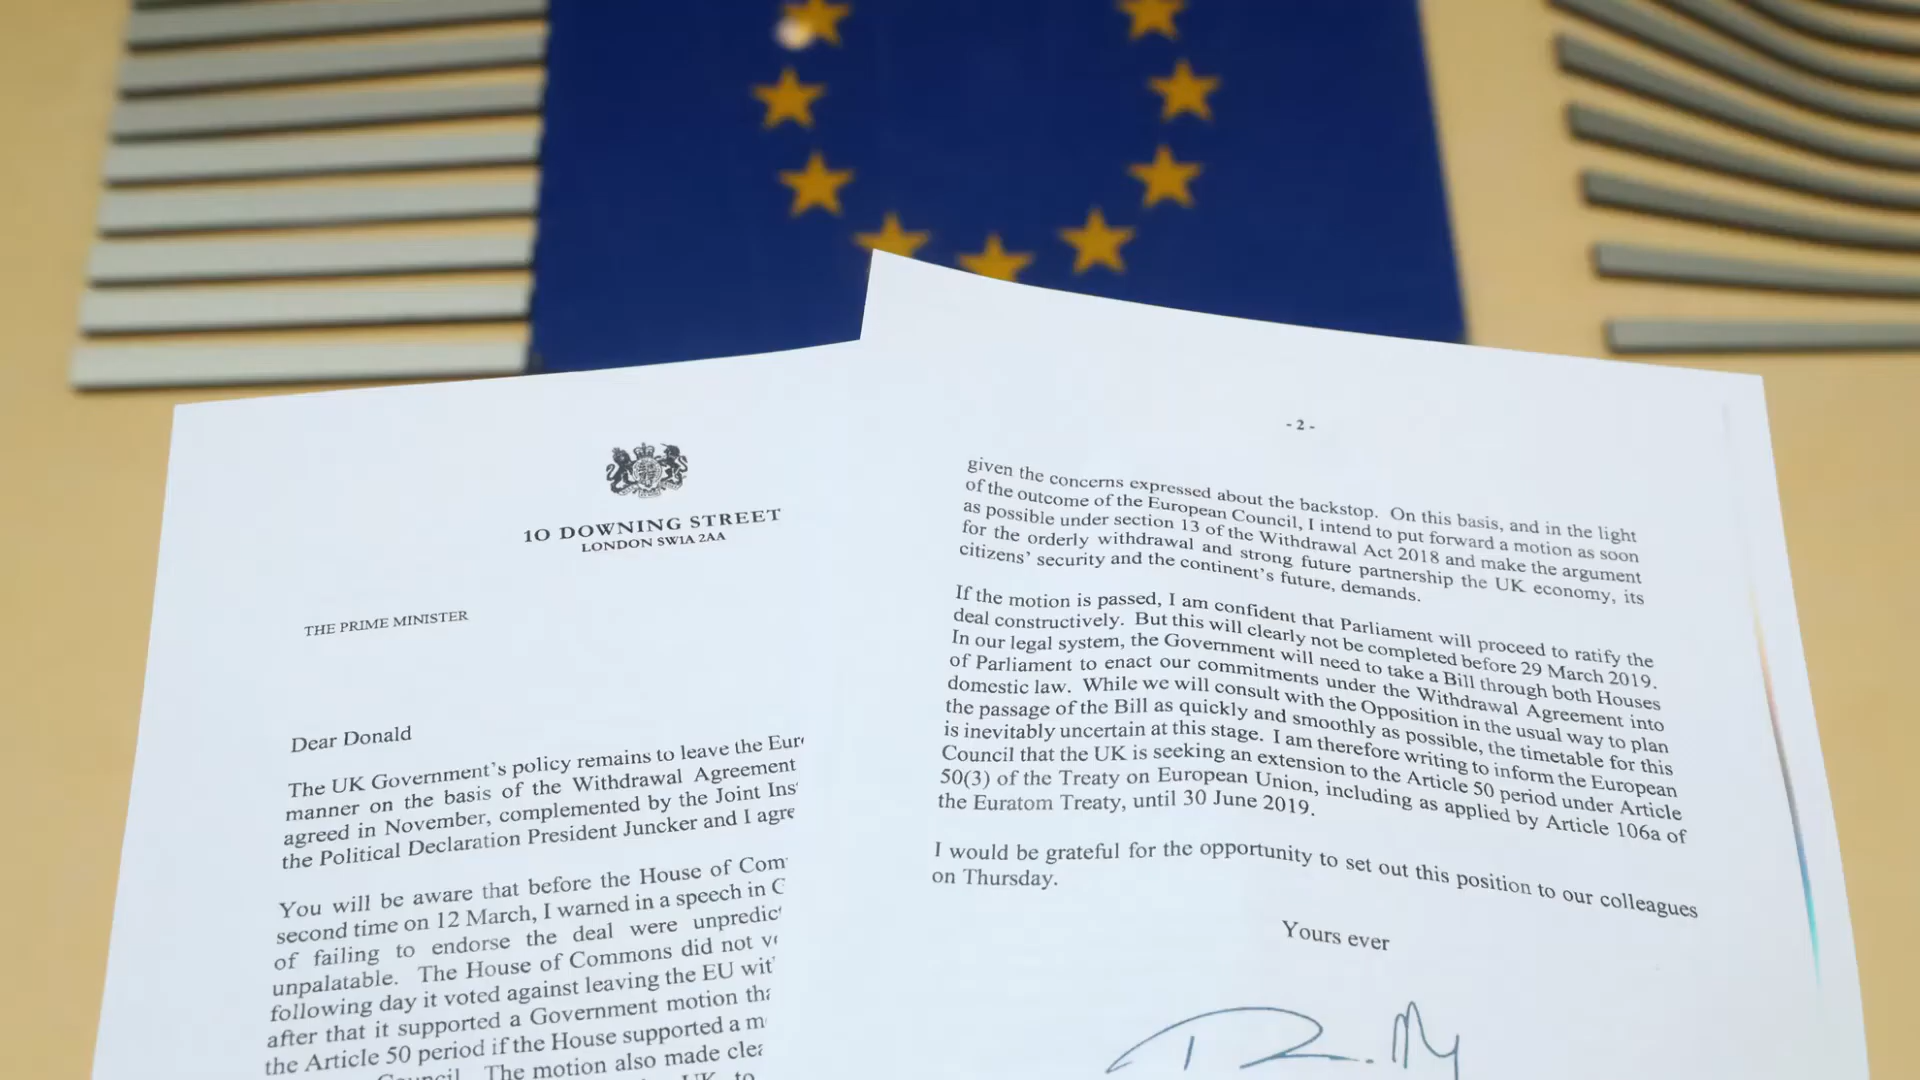 10 DOWNING STREET
LONDON SW1A 2AA
THE PRIME MINISTER
Dear Donald
The UK Government's policy remains to leave the
manner on the basis of the Withdrawal Agreement
agreed in November, complemented by the Joint
the Political Declaration President Juncker and I
You will be aware that before the House of
second time on 12 March, I warned in a speech in
of failing to endorse the deal were
unpalatable. The House of Commons did not
following day it voted against leaving the EU
after that it supported a Government motion
the Article 50 period if the House supported a
The motion also made
UK to
- 2 -
given the concerns expressed about the backstop. On this basis, and in the light
of the outcome of the European Council, I intend to put forward a motion as soon
as possible under section 13 of the Withdrawal Act 2018 and make the argument
for the orderly withdrawal and strong future partnership the UK economy, its
citizens' security and the continent's future, demands.
If the motion is passed, I am confident that Parliament will proceed to ratify the
deal constructively. But this will clearly not be completed before 29 March 2019.
In our legal system, the Government will need to take a Bill through both Houses
of Parliament to enact our commitments under the Withdrawal Agreement into
domestic law. While we will consult with the Opposition in the usual way to plan
the passage of the Bill as quickly and smoothly as possible, the timetable for this
is inevitably uncertain at this stage. I am therefore writing to inform the European
Council that the UK is seeking an extension to the Article 50 period under Article
50(3) of the Treaty on European Union, including as applied by Article 106a of
the Euratom Treaty, until 30 June 2019.
I would be grateful for the opportunity to set out this position to our colleagues
on Thursday.
Yours ever